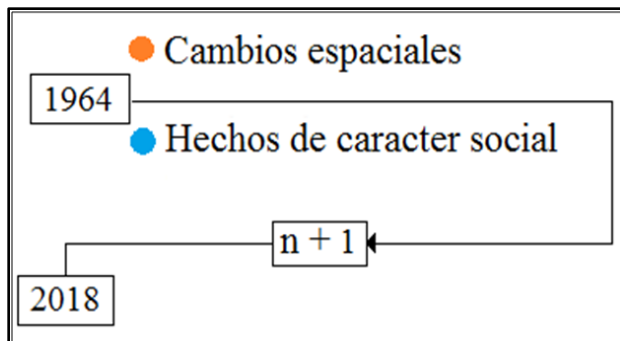 Cambios espaciales
1964
Hechos de caracter social
n + 1
2018